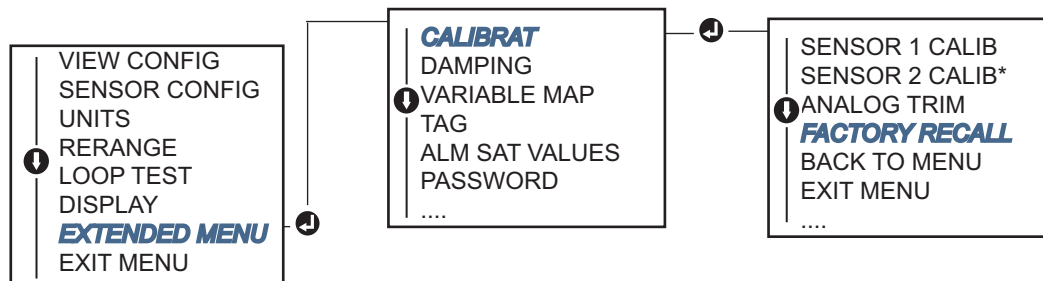 VIEW CONFIG
SENSOR CONFIG
UNITS
RERANGE
LOOP TEST
DISPLAY
EXTENDED MENU
EXIT MENU
CALIBRAT
DAMPING
VARIABLE MAP
TAG
ALM SAT VALUES
PASSWORD
....
SENSOR 1 CALIB
SENSOR 2 CALIB*
ANALOG TRIM
FACTORY RECALL
BACK TO MENU
EXIT MENU
....